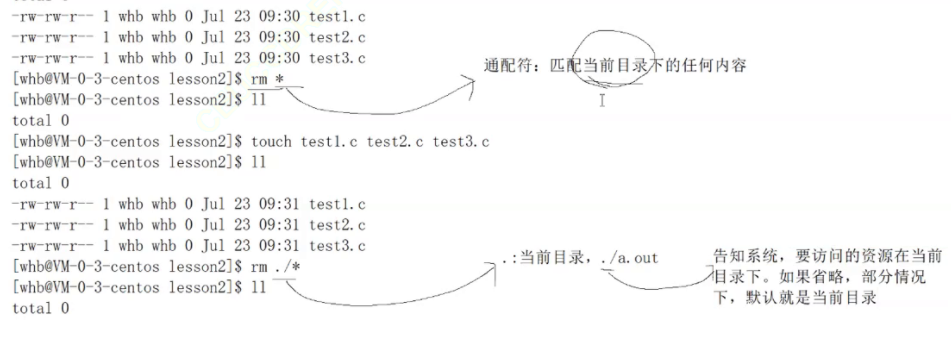 -rw-rw-r-- 1 whb whb 0 Jul 23 09:30 test1.c
-rw-rw-r-- 1 whb whb 0 Jul 23 09:30 test2.c
-rw-rw-r-- 1 whb whb 0 Jul 23 09:30 test3.c
[whb@VM-0-3-centos lesson2]$ rm *
通配符：匹配当前目录下的任何内容
[whb@VM-0-3-centos lesson2]$ ll
total 0
[whb@VM-0-3-centos lesson2]$ touch test1.c test2.c test3.c
[whb@VM-0-3-centos lesson2]$ ll
total 0
-rw-rw-r-- 1 whb whb 0 Jul 23 09:31 test1.c
-rw-rw-r-- 1 whb whb 0 Jul 23 09:31 test2.c
-rw-rw-r-- 1 whb whb 0 Jul 23 09:31 test3.c
[whb@VM-0-3-centos lesson2]$ rm ./*
[whb@VM-0-3-centos lesson2]$ ll
total 0
.:当前目录，./a.out
告知系统，要访问的资源在当前
目录下。如果省略，部分情况
下，默认就是当前目录